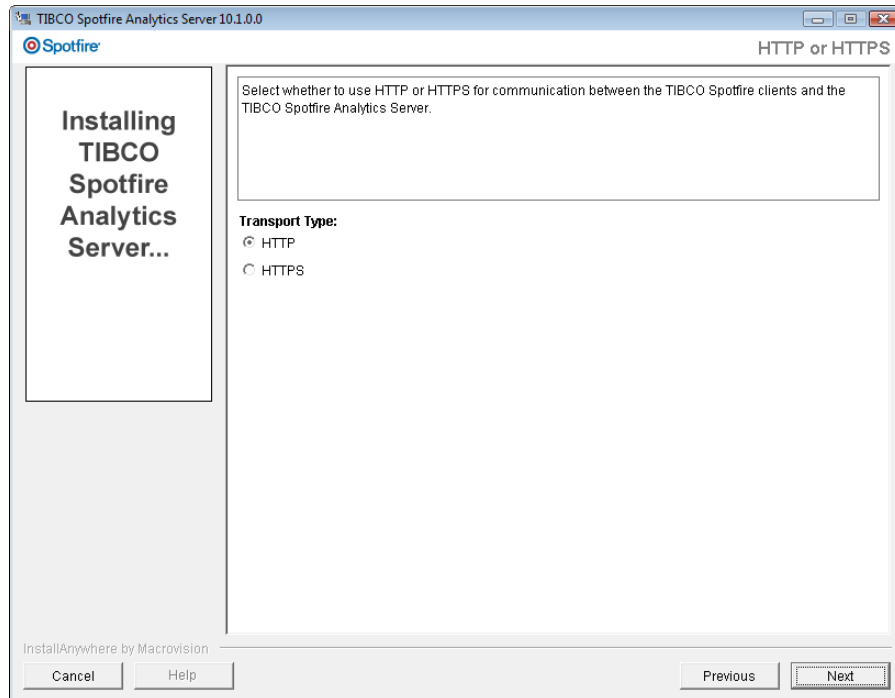 TIBCO Spotfire Analytics Server 10.1.0.0
Spotfire
HTTP or HTTPS
Installing
TIBCO
Spotfire
Analytics
Server...
Select whether to use HTTP or HTTPS for communication between the TIBCO Spotfire clients and the
TIBCO Spotfire Analytics Server.
Transport Type:
HTTP
HTTPS
InstallAnywhere by Macrovision
Cancel
Help
Previous
Next